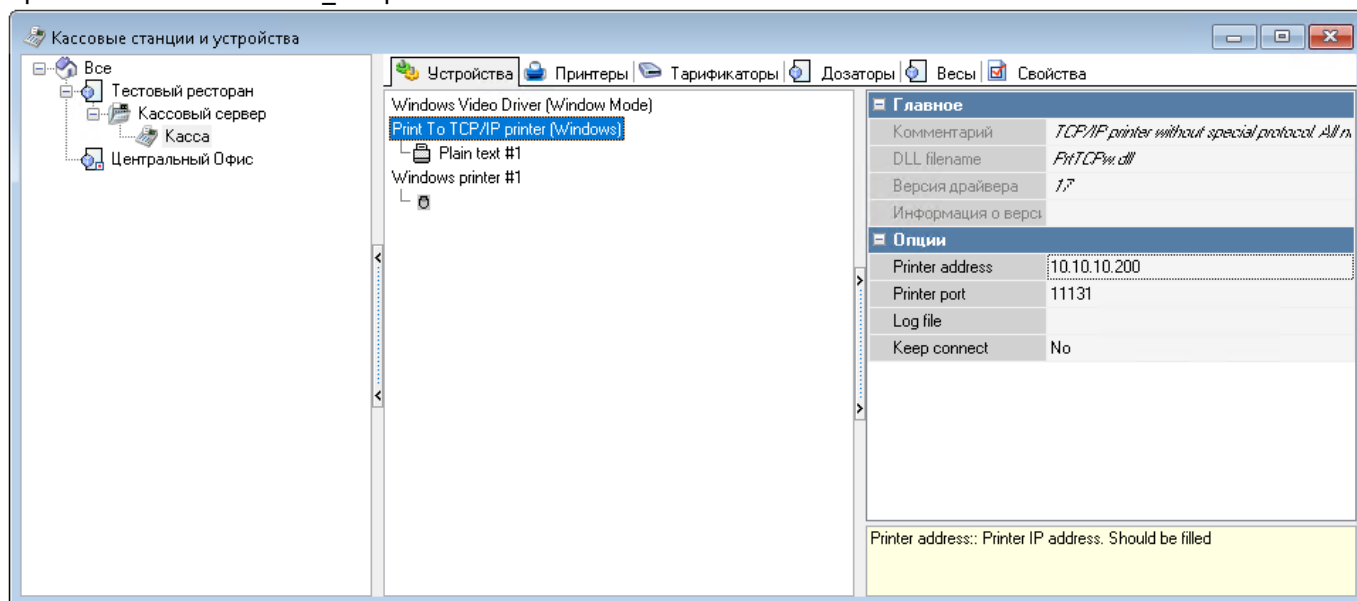 Кассовые станции и устройства
Все
Тестовый ресторан
Кассовый сервер
Касса
Центральный Офис
Устройства Принтеры Тарификаторы Дозаторы Весы Свойства
Windows Video Driver (Window Mode)
Print To TCP/IP printer (Windows)
Plain text #1
Windows printer #1
Главное
Комментарий TCP/IP printer without special protocol. All n
DLL filename PrtTCPw.dll
Версия драйвера 1,7
Информация о верси
Опции
Printer address 10.10.10.200
Printer port 11131
Log file
Keep connect No
Printer address:: Printer IP address. Should be filled